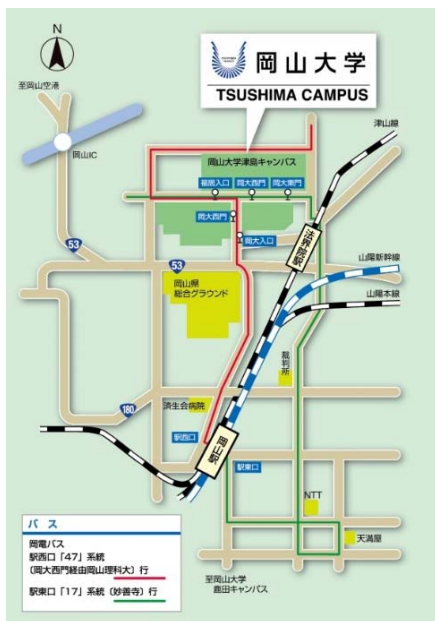 N
岡山大学
TSUSHIMA CAMPUS
至岡山空港
岡山IC
津山線
岡山大学津島キャンパス
福居入口
岡大西門
岡大東門
岡大西門
岡大入口
法界院駅
53
53
山陽新幹線
山陽本線
岡山県
総合グラウンド
裁判所
180
済生会病院
駅西口
岡山駅
駅東口
NTT
天満屋
至岡山大学
鹿田キャンパス
バス
岡電バス
駅西口「47」系統
〔岡大西門経由岡山理科大〕行
駅東口「17」系統〔妙善寺〕行